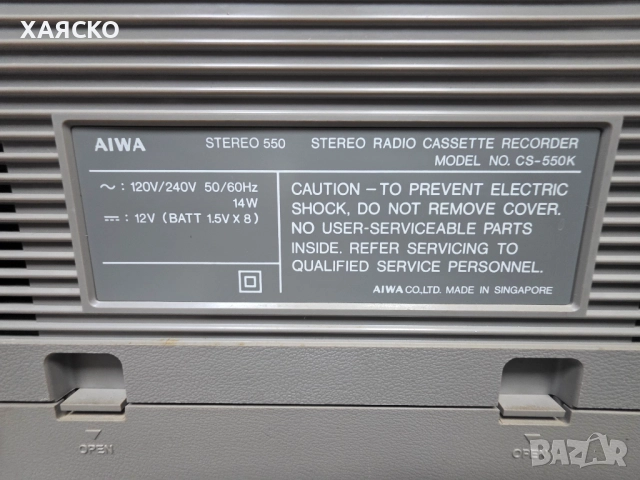 ХАЯСКО
AIWA STEREO 550 STEREO RADIO CASSETTE RECORDER
MODEL NO. CS-550K
~ : 120V/240V 50/60Hz
14W
⎓ : 12V (BATT 1.5V X 8)
CAUTION – TO PREVENT ELECTRIC
SHOCK, DO NOT REMOVE COVER.
NO USER-SERVICEABLE PARTS
INSIDE. REFER SERVICING TO
QUALIFIED SERVICE PERSONNEL.
AIWA CO.,LTD. MADE IN SINGAPORE
OPEN
OPEN
BAZAR